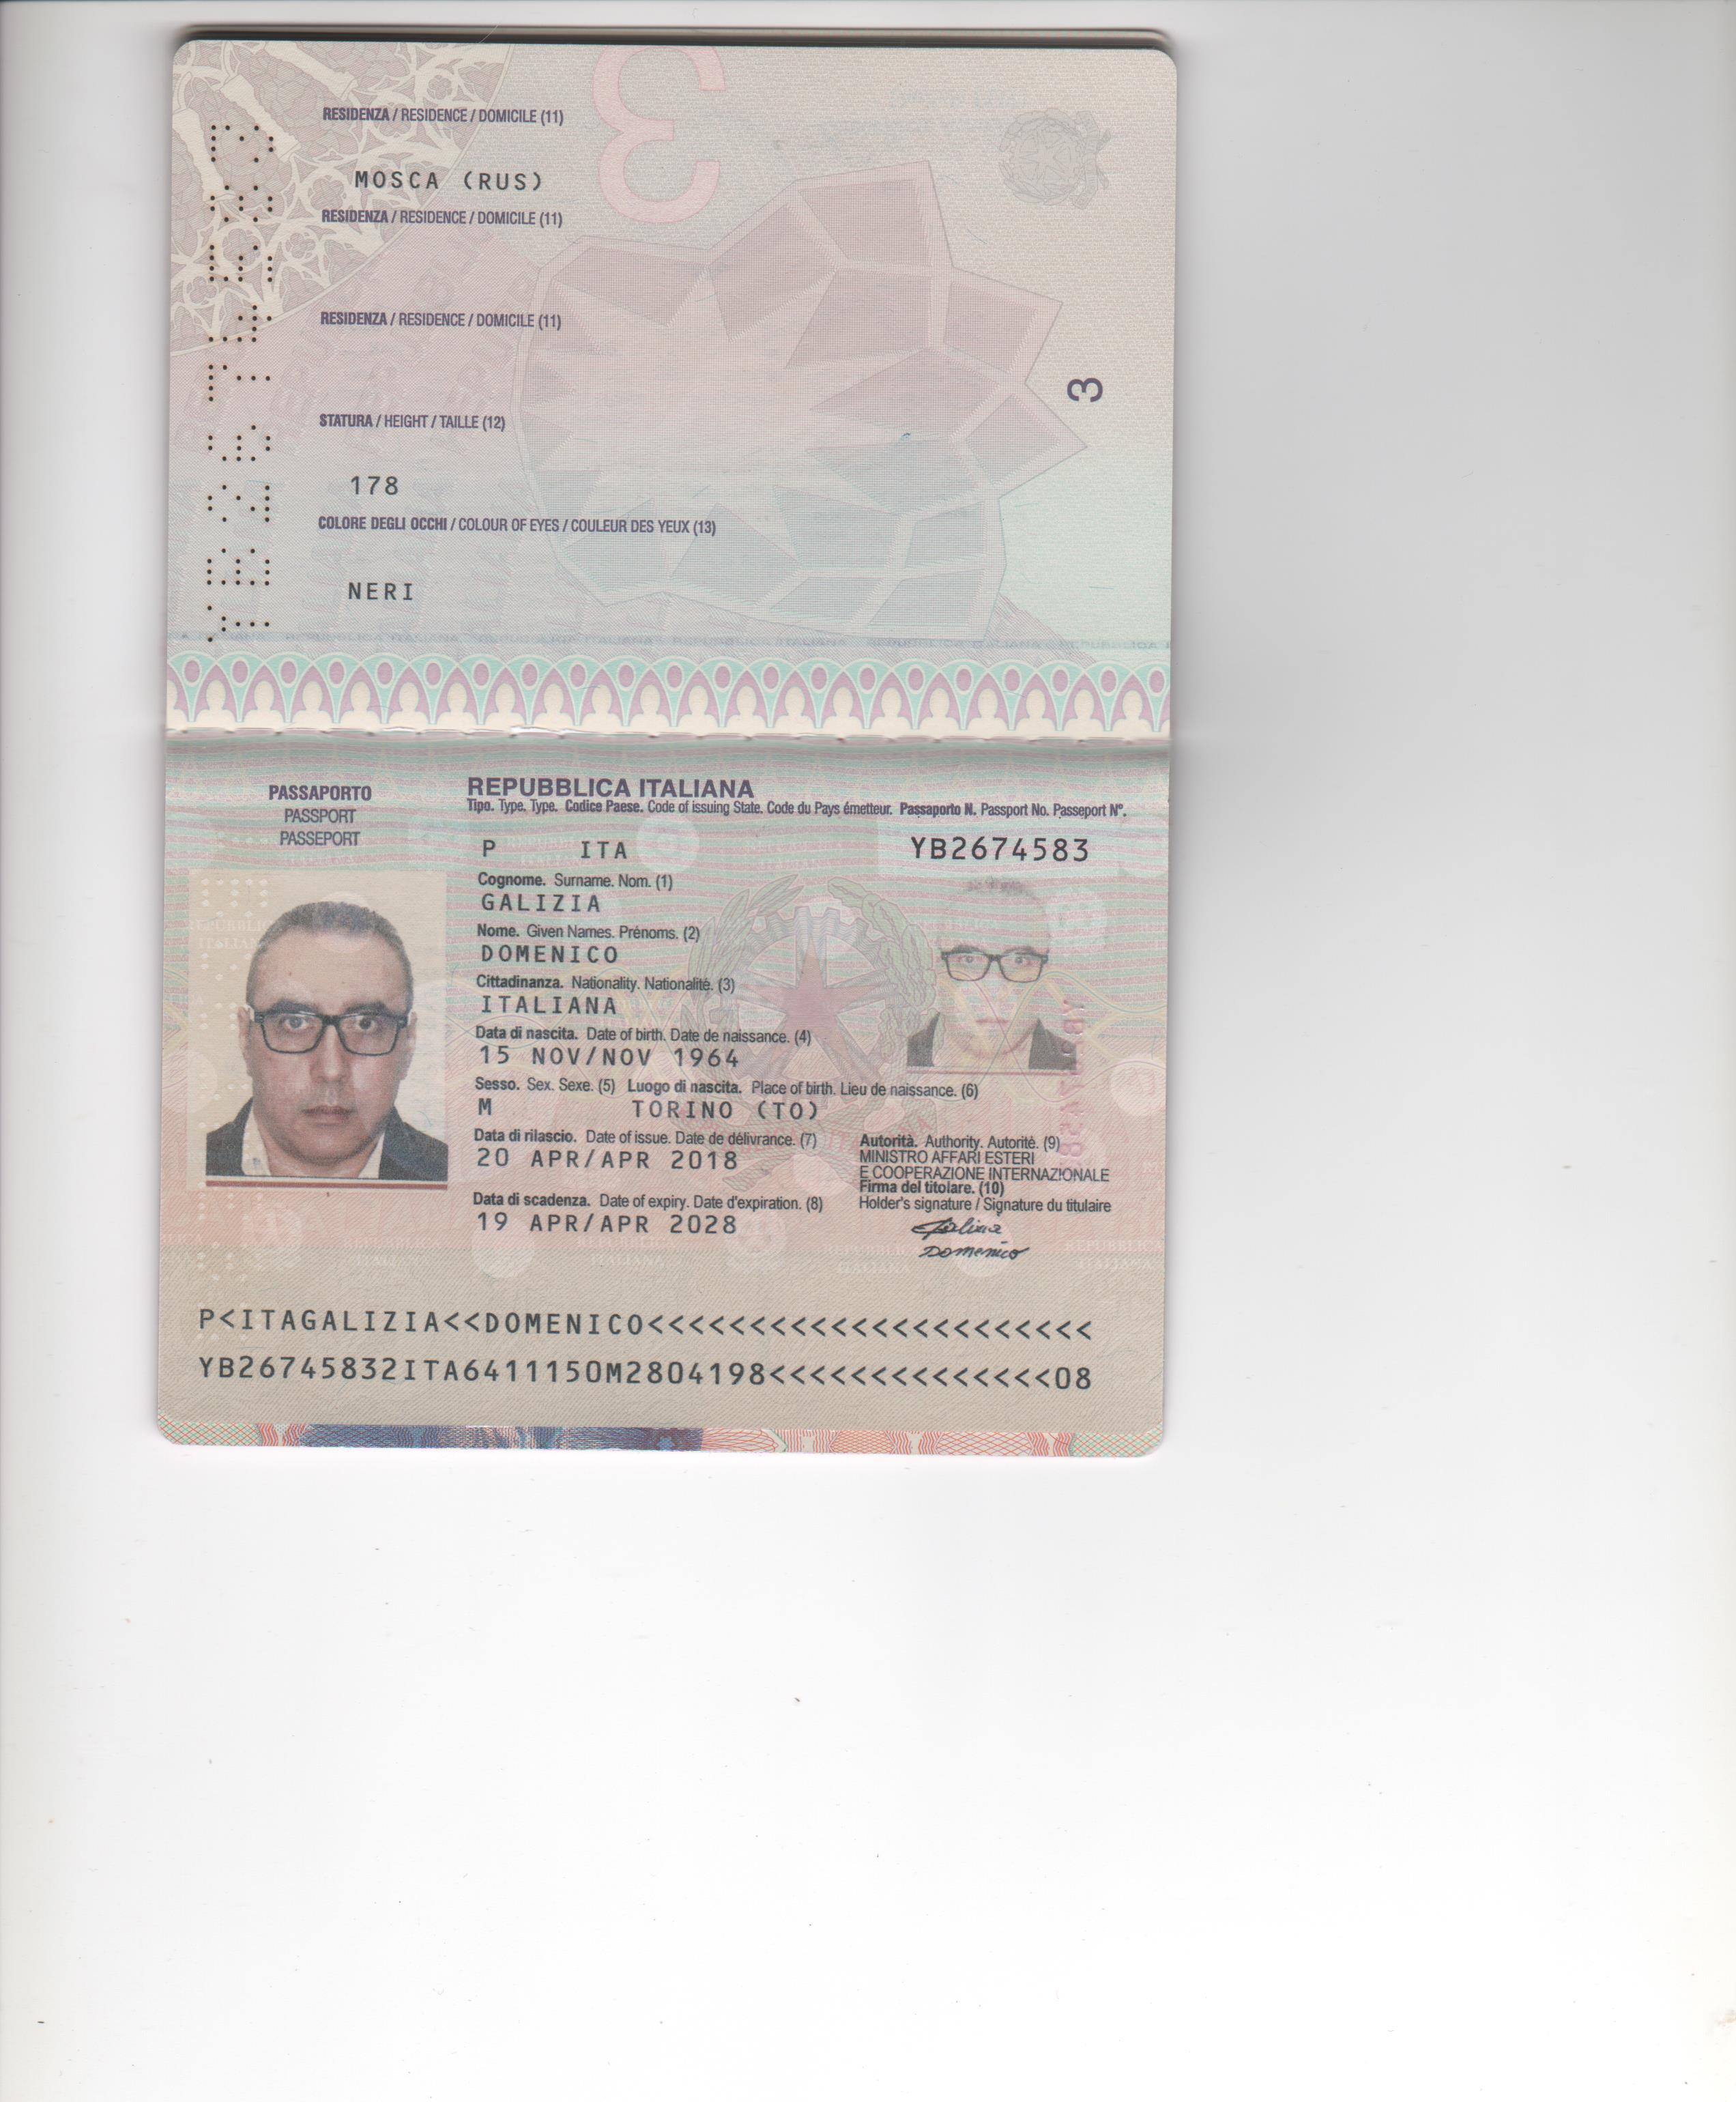 RESIDENZA / RESIDENCE / DOMICILE (11)
MOSCA (RUS)
RESIDENZA / RESIDENCE / DOMICILE (11)
RESIDENZA / RESIDENCE / DOMICILE (11)
STATURA / HEIGHT / TAILLE (12)
178
COLORE DEGLI OCCHI / COLOUR OF EYES / COULEUR DES YEUX (13)
NERI
3
3
YB2674583
PASSAPORTO
PASSPORT
PASSEPORT
REPUBBLICA ITALIANA
Tipo. Type. Type. Codice Paese. Code of issuing State. Code du Pays émetteur. Passaporto N. Passport No. Passeport N°.
P ITA YB2674583
Cognome. Surname. Nom. (1)
GALIZIA
Nome. Given Names. Prénoms. (2)
DOMENICO
Cittadinanza. Nationality. Nationalité. (3)
ITALIANA
Data di nascita. Date of birth. Date de naissance. (4)
15 NOV/NOV 1964
Sesso. Sex. Sexe. (5) Luogo di nascita. Place of birth. Lieu de naissance. (6)
M TORINO (TO)
Data di rilascio. Date of issue. Date de délivrance. (7)
20 APR/APR 2018
Data di scadenza. Date of expiry. Date d'expiration. (8)
19 APR/APR 2028
Autorità. Authority. Autorité. (9)
MINISTRO AFFARI ESTERI
E COOPERAZIONE INTERNAZIONALE
Firma del titolare. (10)
Holder's signature / Signature du titulaire
Galizia
Domenico
P<ITAGALIZIA<<DOMENICO<<<<<<<<<<<<<<<<<<<<<<
YB26745832ITA6411150M2804198<<<<<<<<<<<<<<08